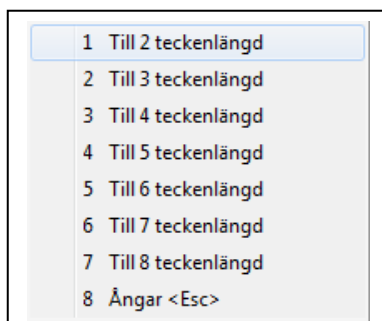 1 Till 2 teckenlängd
2 Till 3 teckenlängd
3 Till 4 teckenlängd
4 Till 5 teckenlängd
5 Till 6 teckenlängd
6 Till 7 teckenlängd
7 Till 8 teckenlängd
8 Ångar <Esc>